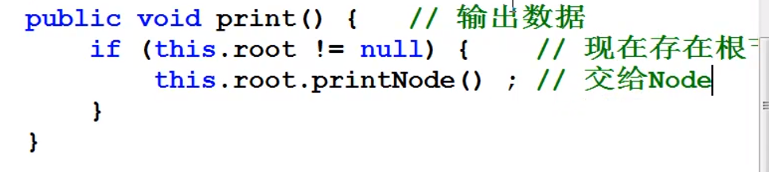 public void print() {   // 输出数据
    if (this.root != null) {    // 现在存在根
        this.root.printNode() ; // 交给Node
    }
}